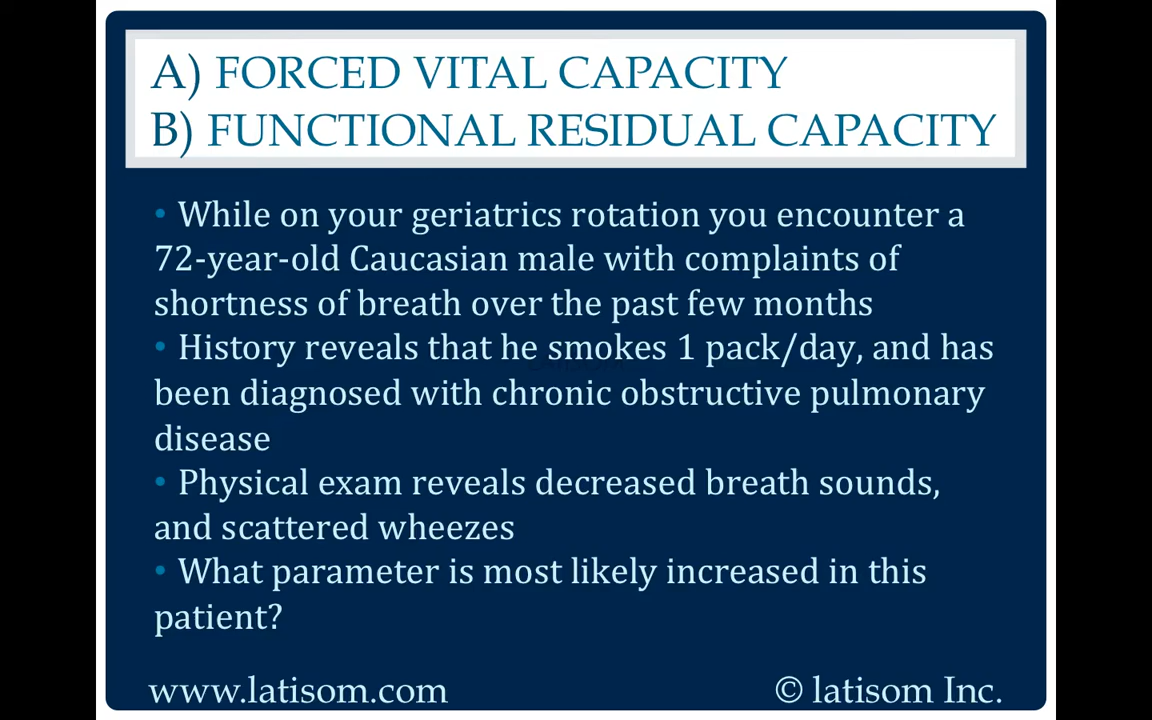 A) FORCED VITAL CAPACITY
B) FUNCTIONAL RESIDUAL CAPACITY
• While on your geriatrics rotation you encounter a
72-year-old Caucasian male with complaints of
shortness of breath over the past few months
• History reveals that he smokes 1 pack/day, and has
been diagnosed with chronic obstructive pulmonary
disease
• Physical exam reveals decreased breath sounds,
and scattered wheezes
• What parameter is most likely increased in this
patient?
www.latisom.com
© latisom Inc.